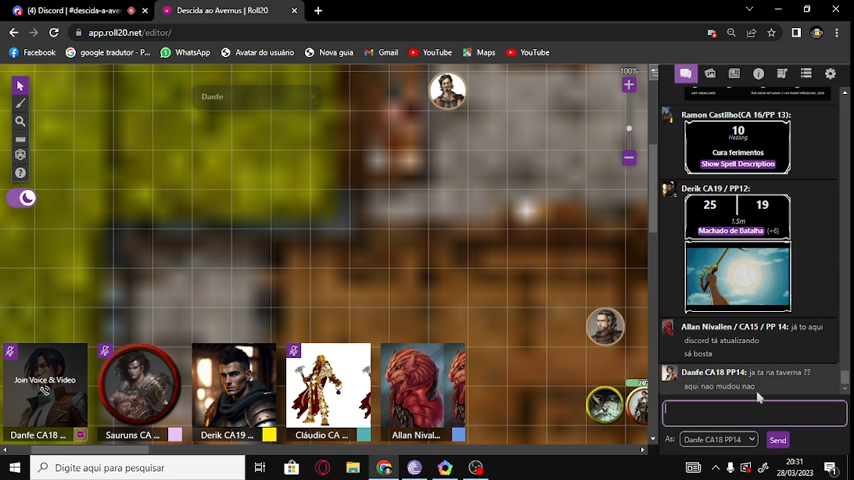 (4) Discord | #descida-a-aver
Descida ao Avernus | Roll20
app.roll20.net/editor/
Facebook
google tradutor - P...
WhatsApp
Avatar do usuário
Nova guia
Gmail
YouTube
Maps
YouTube
100%
Danfe
Ramon Castilho(CA 16/PP 13):
10
Healing
Cura ferimentos
Show Spell Description
Derik CA19 / PP12:
25 19
1.5m
Machado de Batalha (+6)
Allan Nivallen / CA15 / PP 14: já to aqui
discord tá atualizando
sá bosta
Danfe CA18 PP14: ja ta na taverna ??
aqui nao mudou nao
Join Voice & Video
Danfe CA18 ...
Sauruns CA ...
Derik CA19 ...
Cláudio CA ...
Allan Nival...
As:
Danfe CA18 PP14
Send
Digite aqui para pesquisar
20:31
28/03/2023